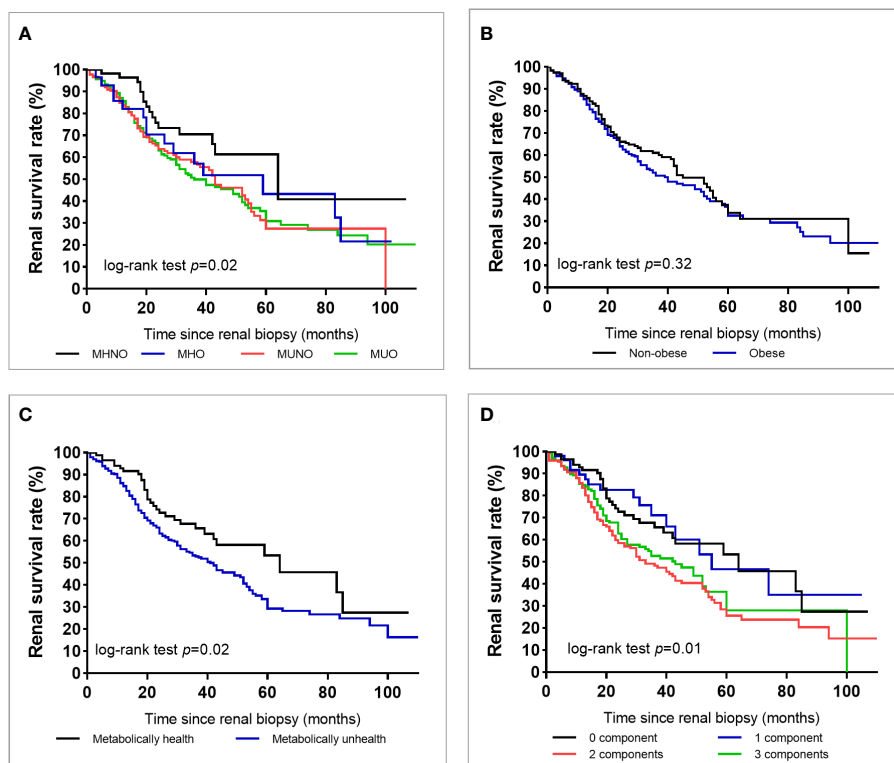 A
Renal survival rate (%)
100
90
80
70
60
50
40
30
20
10
0
log-rank test p=0.02
0 20 40 60 80 100
Time since renal biopsy (months)
MHNO MHO MUNO MUO
B
Renal survival rate (%)
100
90
80
70
60
50
40
30
20
10
0
log-rank test p=0.32
0 20 40 60 80 100
Time since renal biopsy (months)
Non-obese Obese
C
Renal survival rate (%)
100
90
80
70
60
50
40
30
20
10
0
log-rank test p=0.02
0 20 40 60 80 100
Time since renal biopsy (months)
Metabolically health Metabolically unhealth
D
Renal survival rate (%)
100
90
80
70
60
50
40
30
20
10
0
log-rank test p=0.01
0 20 40 60 80 100
Time since renal biopsy (months)
0 component 1 component
2 components 3 components